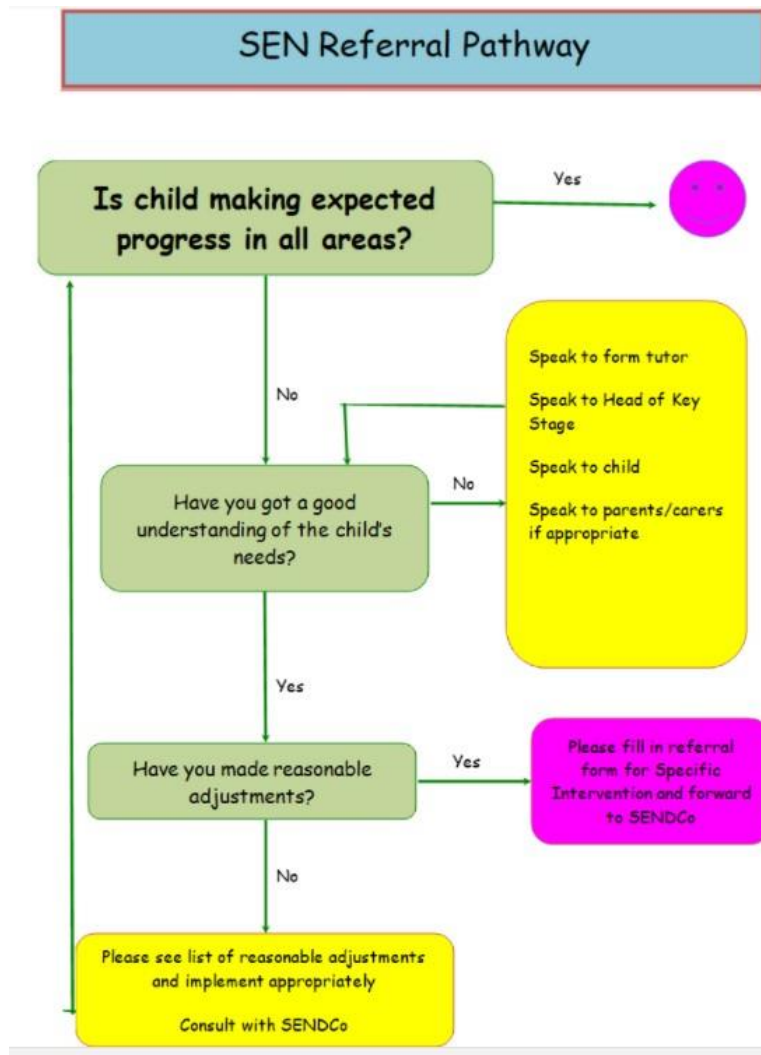 SEN Referral Pathway
Is child making expected
progress in all areas?
Yes
No
Speak to form tutor
Speak to Head of Key
Stage
Speak to child
Speak to parents/carers
if appropriate
Have you got a good
understanding of the child's
needs?
No
Yes
Have you made reasonable
adjustments?
Yes
Please fill in referral
form for Specific
Intervention and forward
to SENDCo
No
Please see list of reasonable adjustments
and implement appropriately
Consult with SENDCo